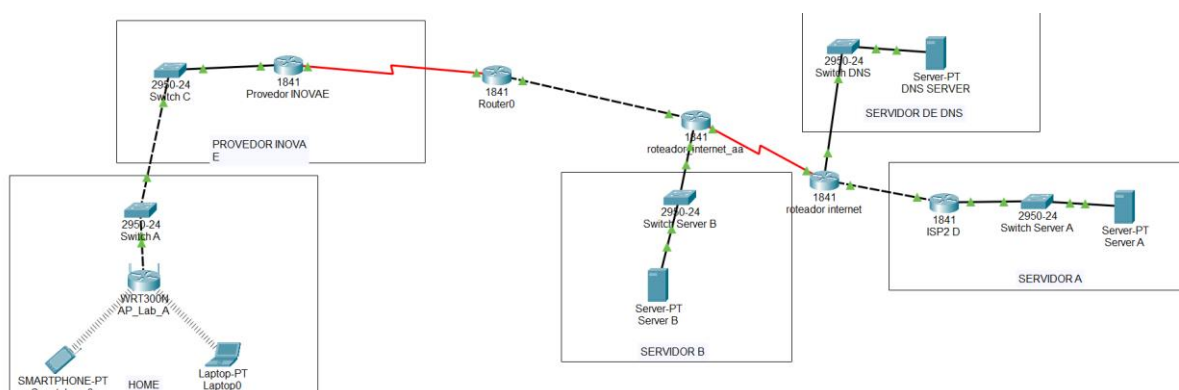 2950-24
Switch C
1841
Provedor INOVAE
PROVEDOR INOVA
E
1841
Router0
1841
roteador internet_aa
2950-24
Switch DNS
Server-PT
DNS SERVER
SERVIDOR DE DNS
1841
roteador internet
1841
ISP2 D
2950-24
Switch Server A
Server-PT
Server A
SERVIDOR A
2950-24
Switch Server B
Server-PT
Server B
SERVIDOR B
2950-24
Switch A
WRT300N
AP_Lab_A
SMARTPHONE-PT
Laptop-PT
Laptop0
HOME